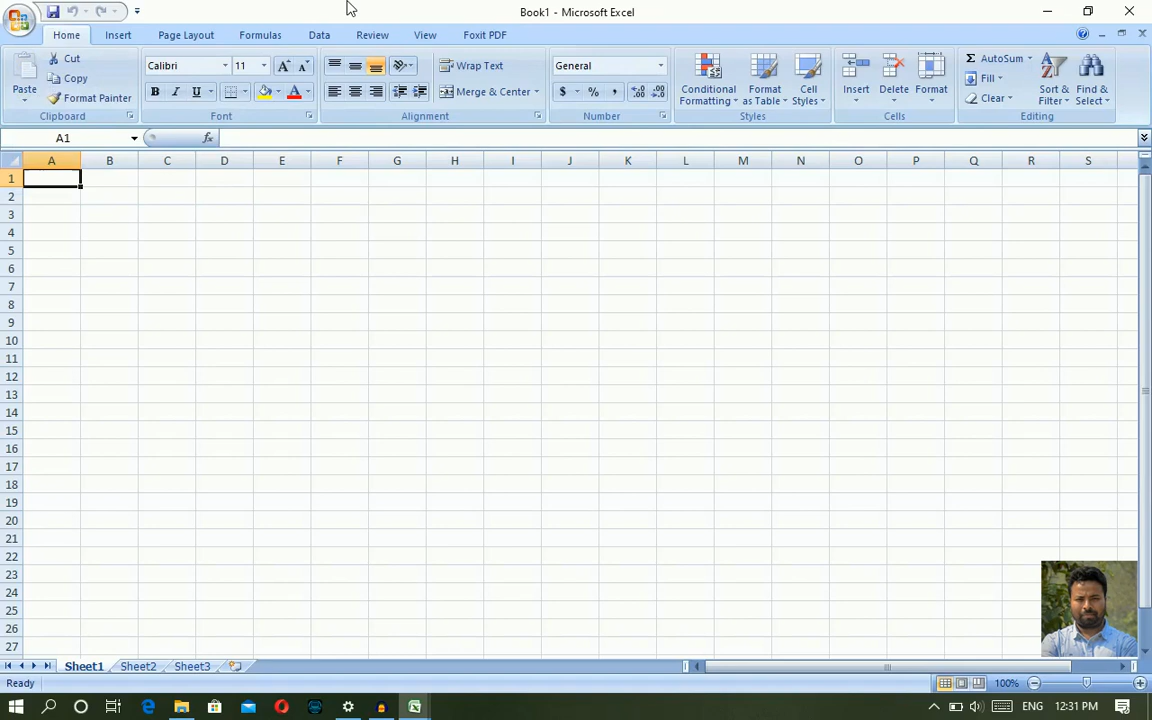 Book1 - Microsoft Excel
Home Insert Page Layout Formulas Data Review View Foxit PDF
Paste
Cut
Copy
Format Painter
Clipboard
Calibri 11
B I U A
Font
Wrap Text
Merge & Center
Alignment
General
$ % ,
Number
Conditional Formatting
Format as Table
Cell Styles
Styles
Insert Delete Format
Cells
AutoSum
Fill
Clear
Sort & Filter
Find & Select
Editing
A1 fx
A B C D E F G H I J K L M N O P Q R S
1
2
3
4
5
6
7
8
9
10
11
12
13
14
15
16
17
18
19
20
21
22
23
24
25
26
27
Sheet1 Sheet2 Sheet3
Ready 100%
ENG 12:31 PM